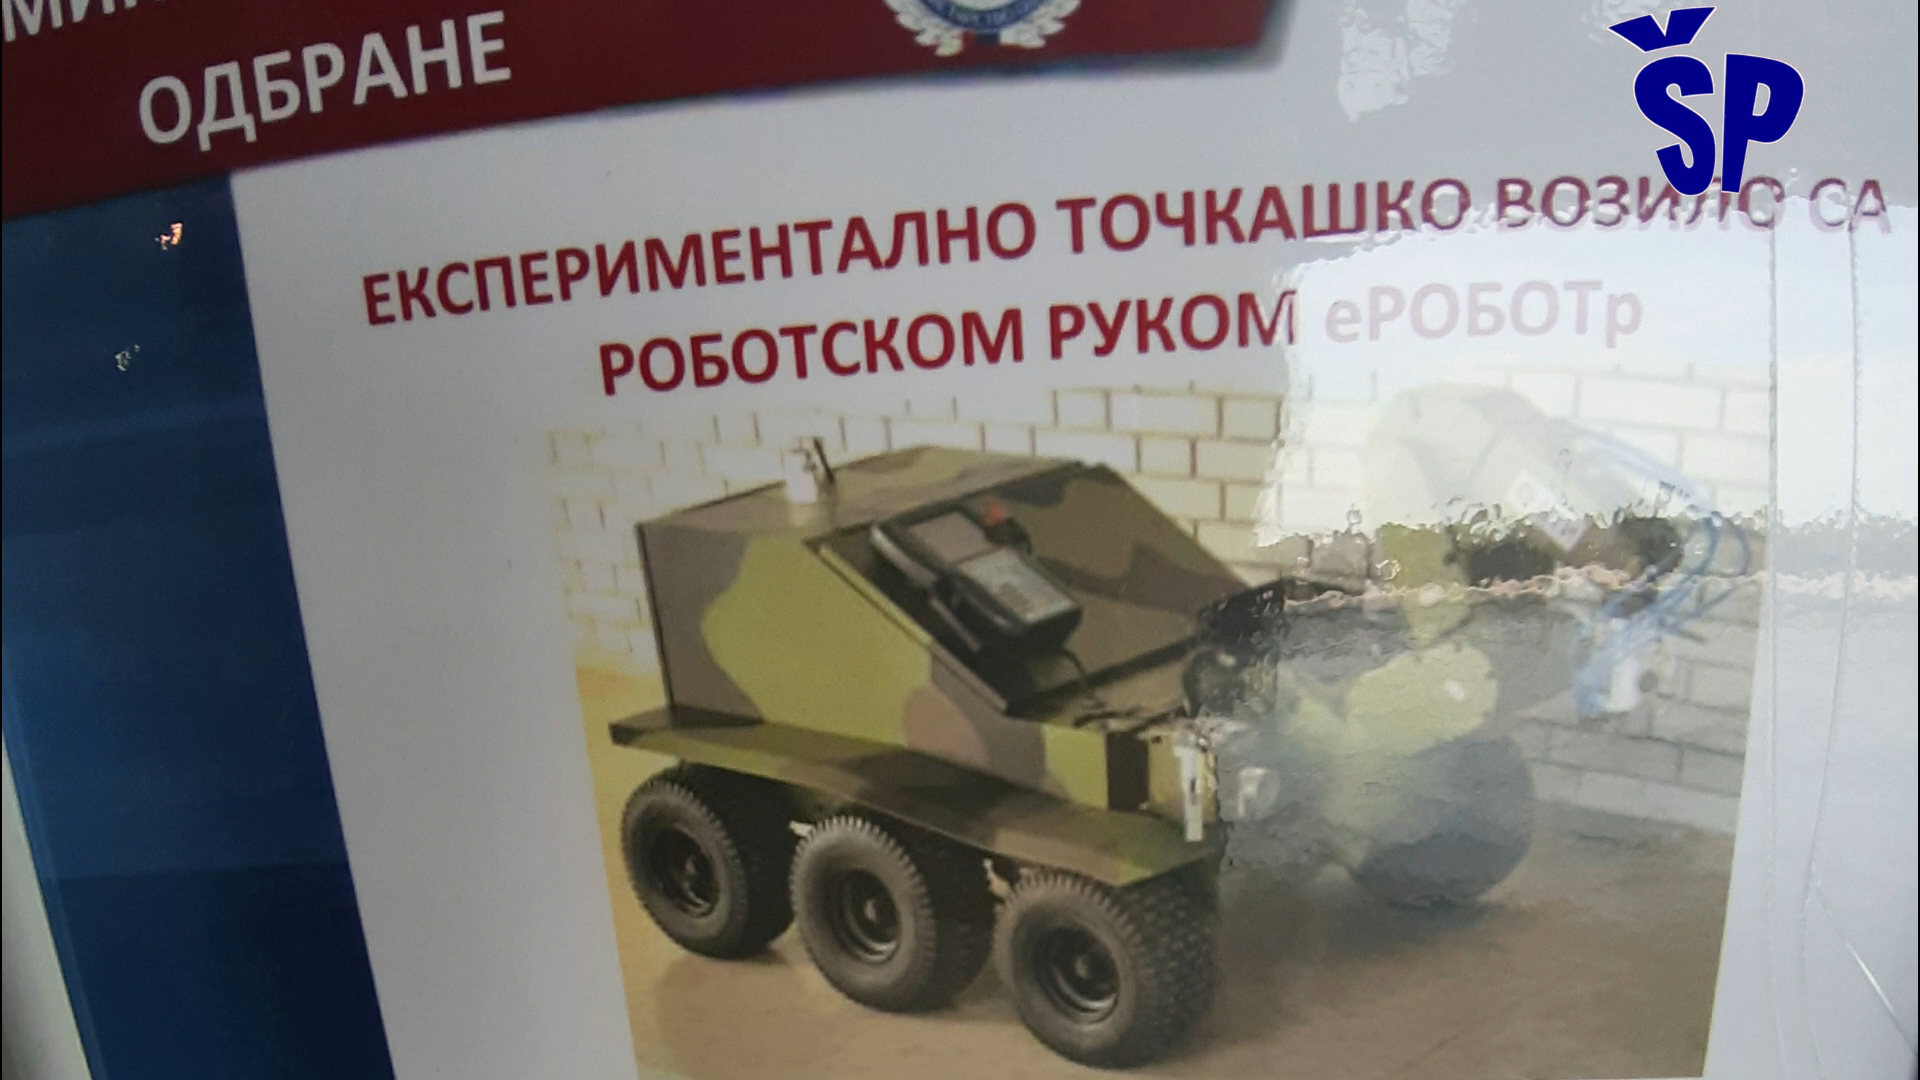 ОДБРАНЕ
ŠP
ЕКСПЕРИМЕНТАЛНО ТОЧКАШКО ВОЗИЛО СА
РОБОТСКОМ РУКОМ еРОБОТр